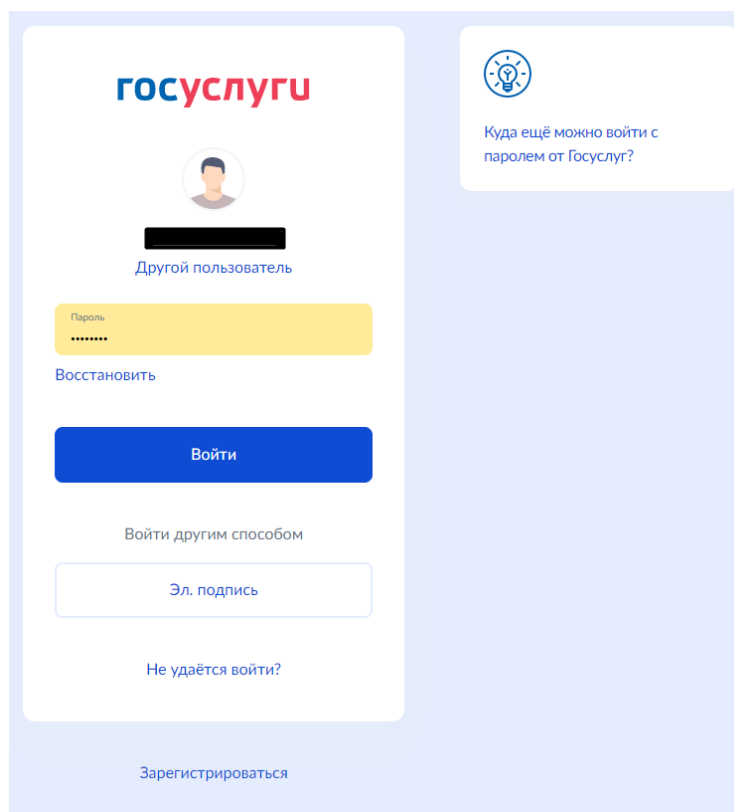 госуслуги
Другой пользователь
Пароль
••••••••
Восстановить
Войти
Войти другим способом
Эл. подпись
Не удаётся войти?
Зарегистрироваться
Куда ещё можно войти с
паролем от Госуслуг?